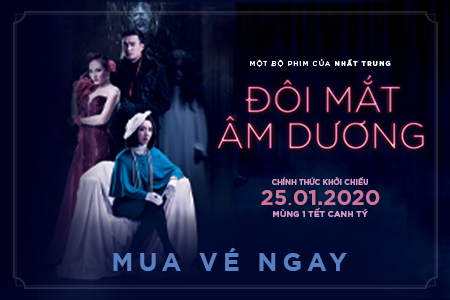 MỘT BỘ PHIM CỦA NHẤT TRUNG
ĐÔI MẮT
ÂM DƯƠNG
CHÍNH THỨC KHỞI CHIẾU
25.01.2020
MÙNG 1 TẾT CANH TÝ
MUA VÉ NGAY